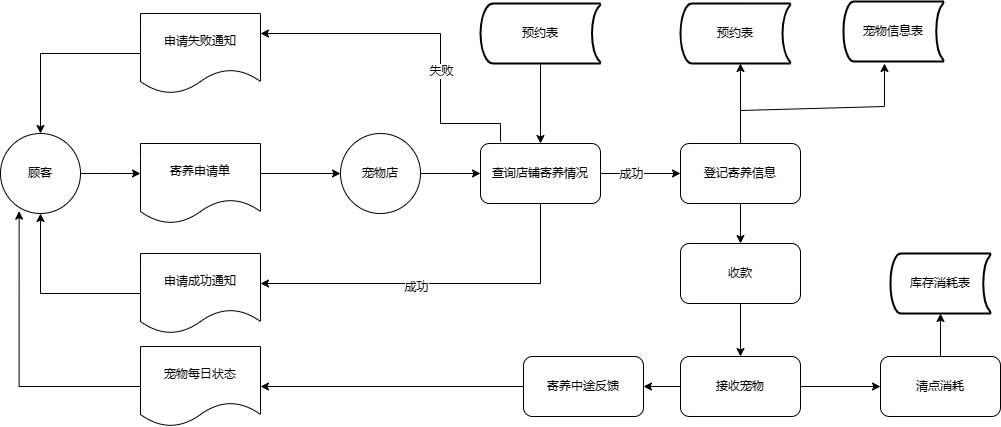 申请失败通知
预约表
预约表
宠物信息表
失败
顾客
寄养申请单
宠物店
查询店铺寄养情况
成功
登记寄养信息
申请成功通知
成功
收款
库存消耗表
宠物每日状态
寄养中途反馈
接收宠物
清点消耗